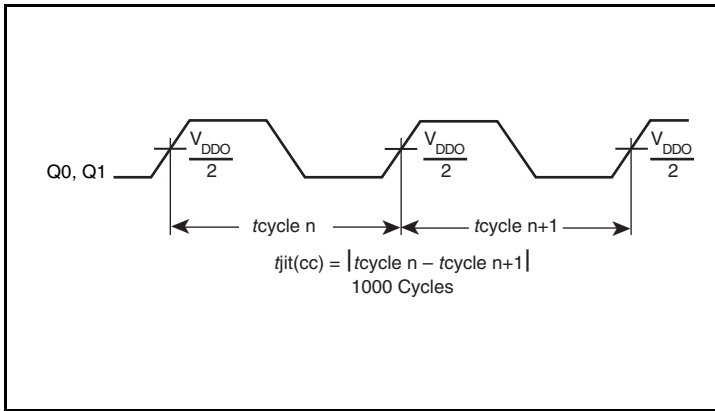 V_DDO/2 V_DDO/2 V_DDO/2
Q0, Q1
tcycle n tcycle n+1
tjit(cc) = |tcycle n – tcycle n+1|
1000 Cycles